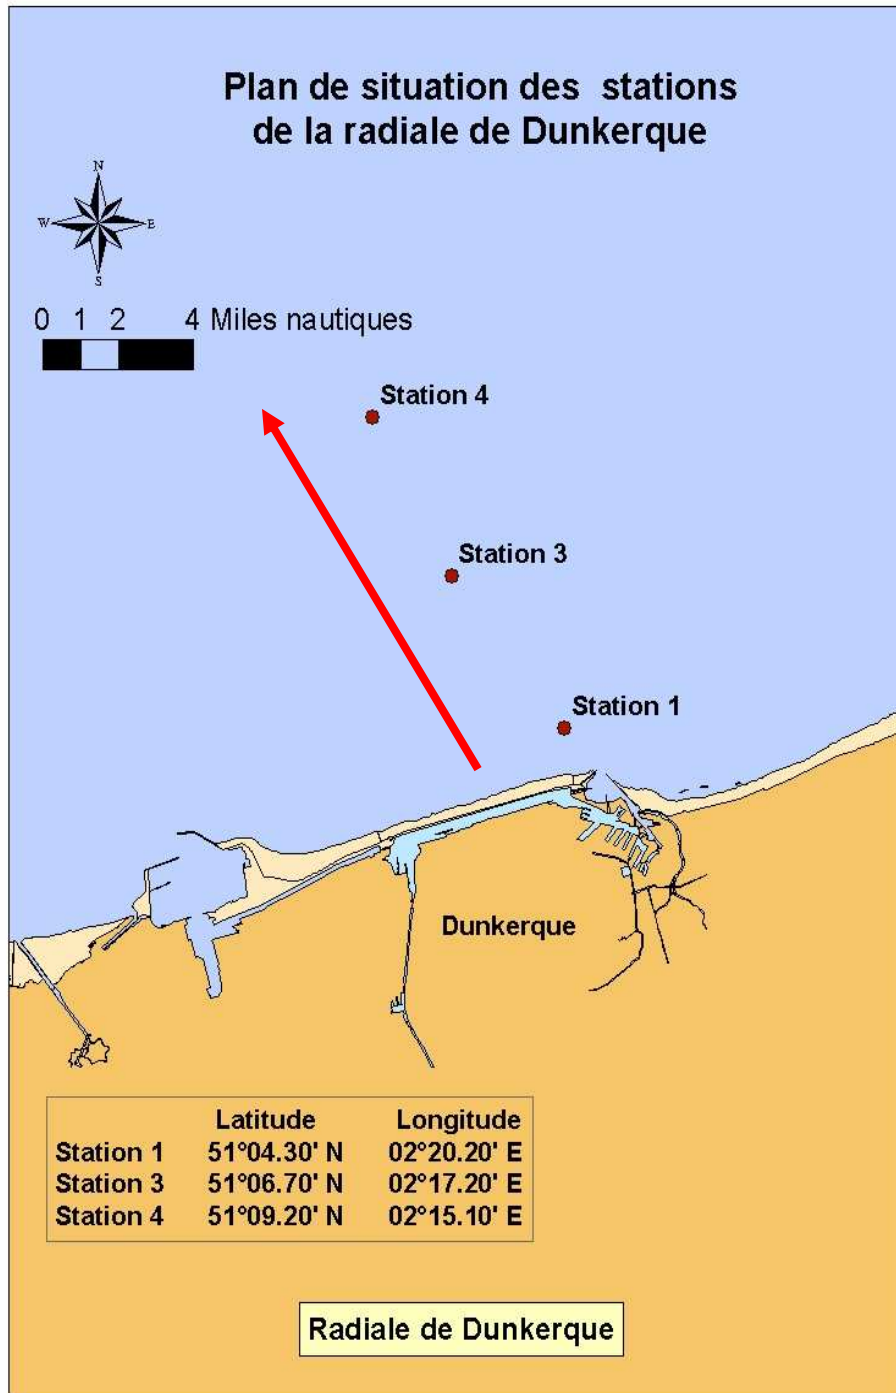 Plan de situation des stations
de la radiale de Dunkerque
N
W E
S
0 1 2 4 Miles nautiques
Station 4
Station 3
Station 1
Dunkerque
Latitude Longitude
Station 1 51°04.30' N 02°20.20' E
Station 3 51°06.70' N 02°17.20' E
Station 4 51°09.20' N 02°15.10' E
Radiale de Dunkerque